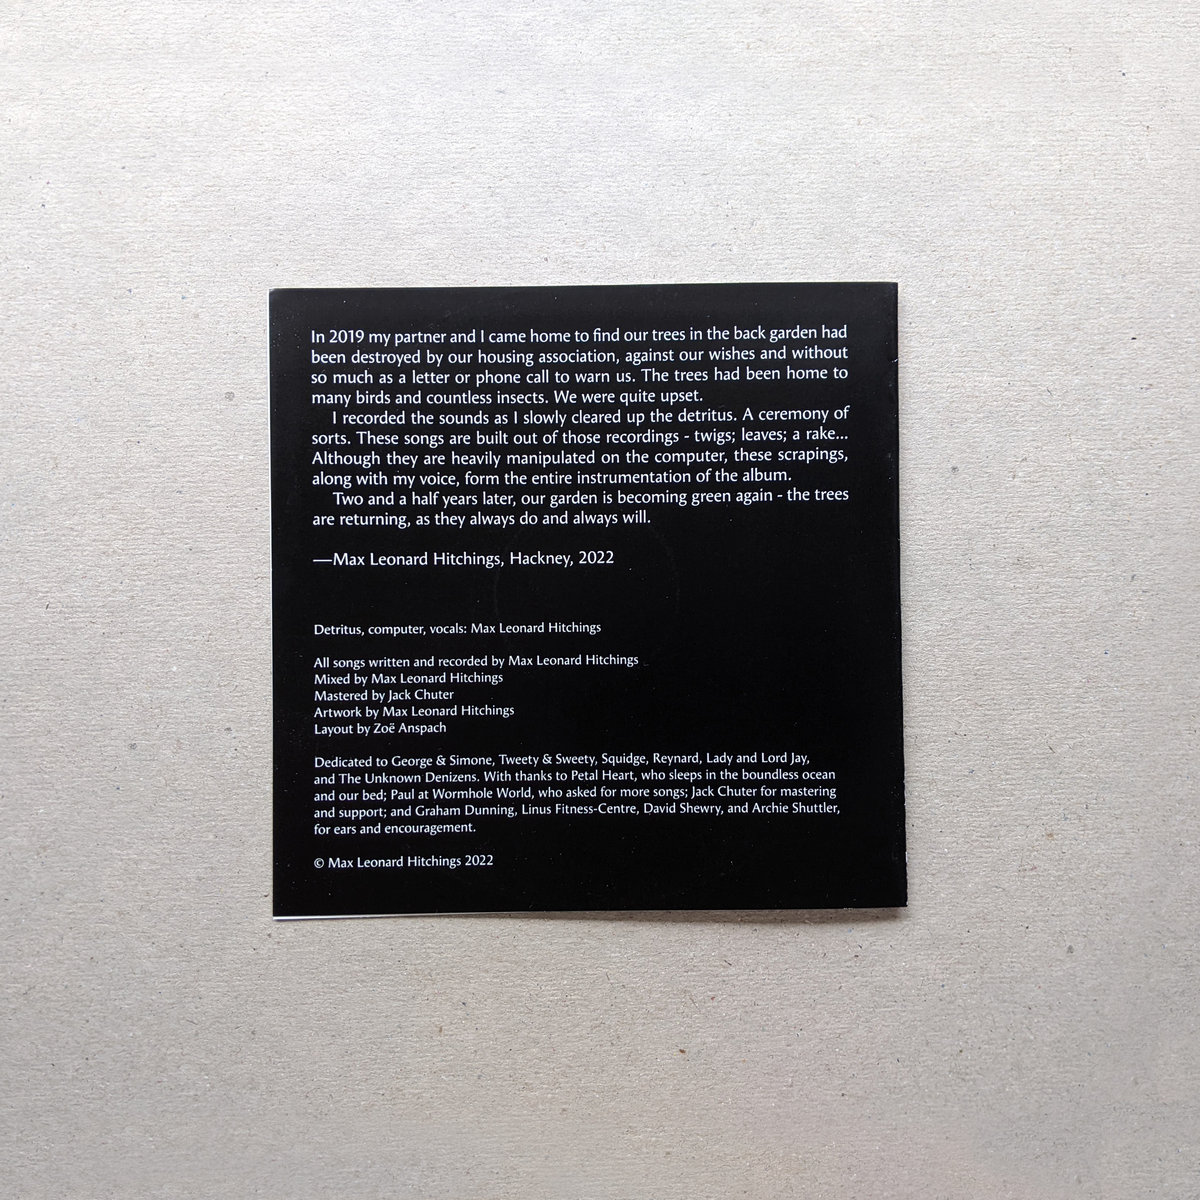 In 2019 my partner and I came home to find our trees in the back garden had
been destroyed by our housing association, against our wishes and without
so much as a letter or phone call to warn us. The trees had been home to
many birds and countless insects. We were quite upset.
I recorded the sounds as I slowly cleared up the detritus. A ceremony of
sorts. These songs are built out of those recordings - twigs; leaves; a rake...
Although they are heavily manipulated on the computer, these scrapings,
along with my voice, form the entire instrumentation of the album.
Two and a half years later, our garden is becoming green again - the trees
are returning, as they always do and always will.
—Max Leonard Hitchings, Hackney, 2022
Detritus, computer, vocals: Max Leonard Hitchings
All songs written and recorded by Max Leonard Hitchings
Mixed by Max Leonard Hitchings
Mastered by Jack Chuter
Artwork by Max Leonard Hitchings
Layout by Zoë Anspach
Dedicated to George & Simone, Tweety & Sweety, Squidge, Reynard, Lady and Lord Jay,
and The Unknown Denizens. With thanks to Petal Heart, who sleeps in the boundless ocean
and our bed; Paul at Wormhole World, who asked for more songs; Jack Chuter for mastering
and support; and Graham Dunning, Linus Fitness-Centre, David Shewry, and Archie Shuttler,
for ears and encouragement.
© Max Leonard Hitchings 2022